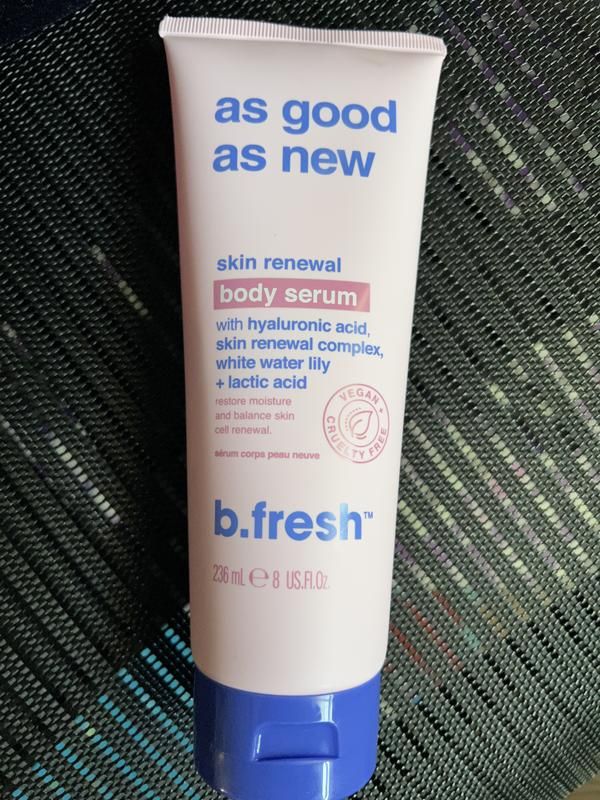 as good
as new
skin renewal
body serum
with hyaluronic acid,
skin renewal complex,
white water lily
+ lactic acid
restore moisture
and balance skin
cell renewal.
VEGAN +
CRUELTY FREE
sérum corps peau neuve
b.fresh™
236 mL ℮ 8 US.Fl.Oz.